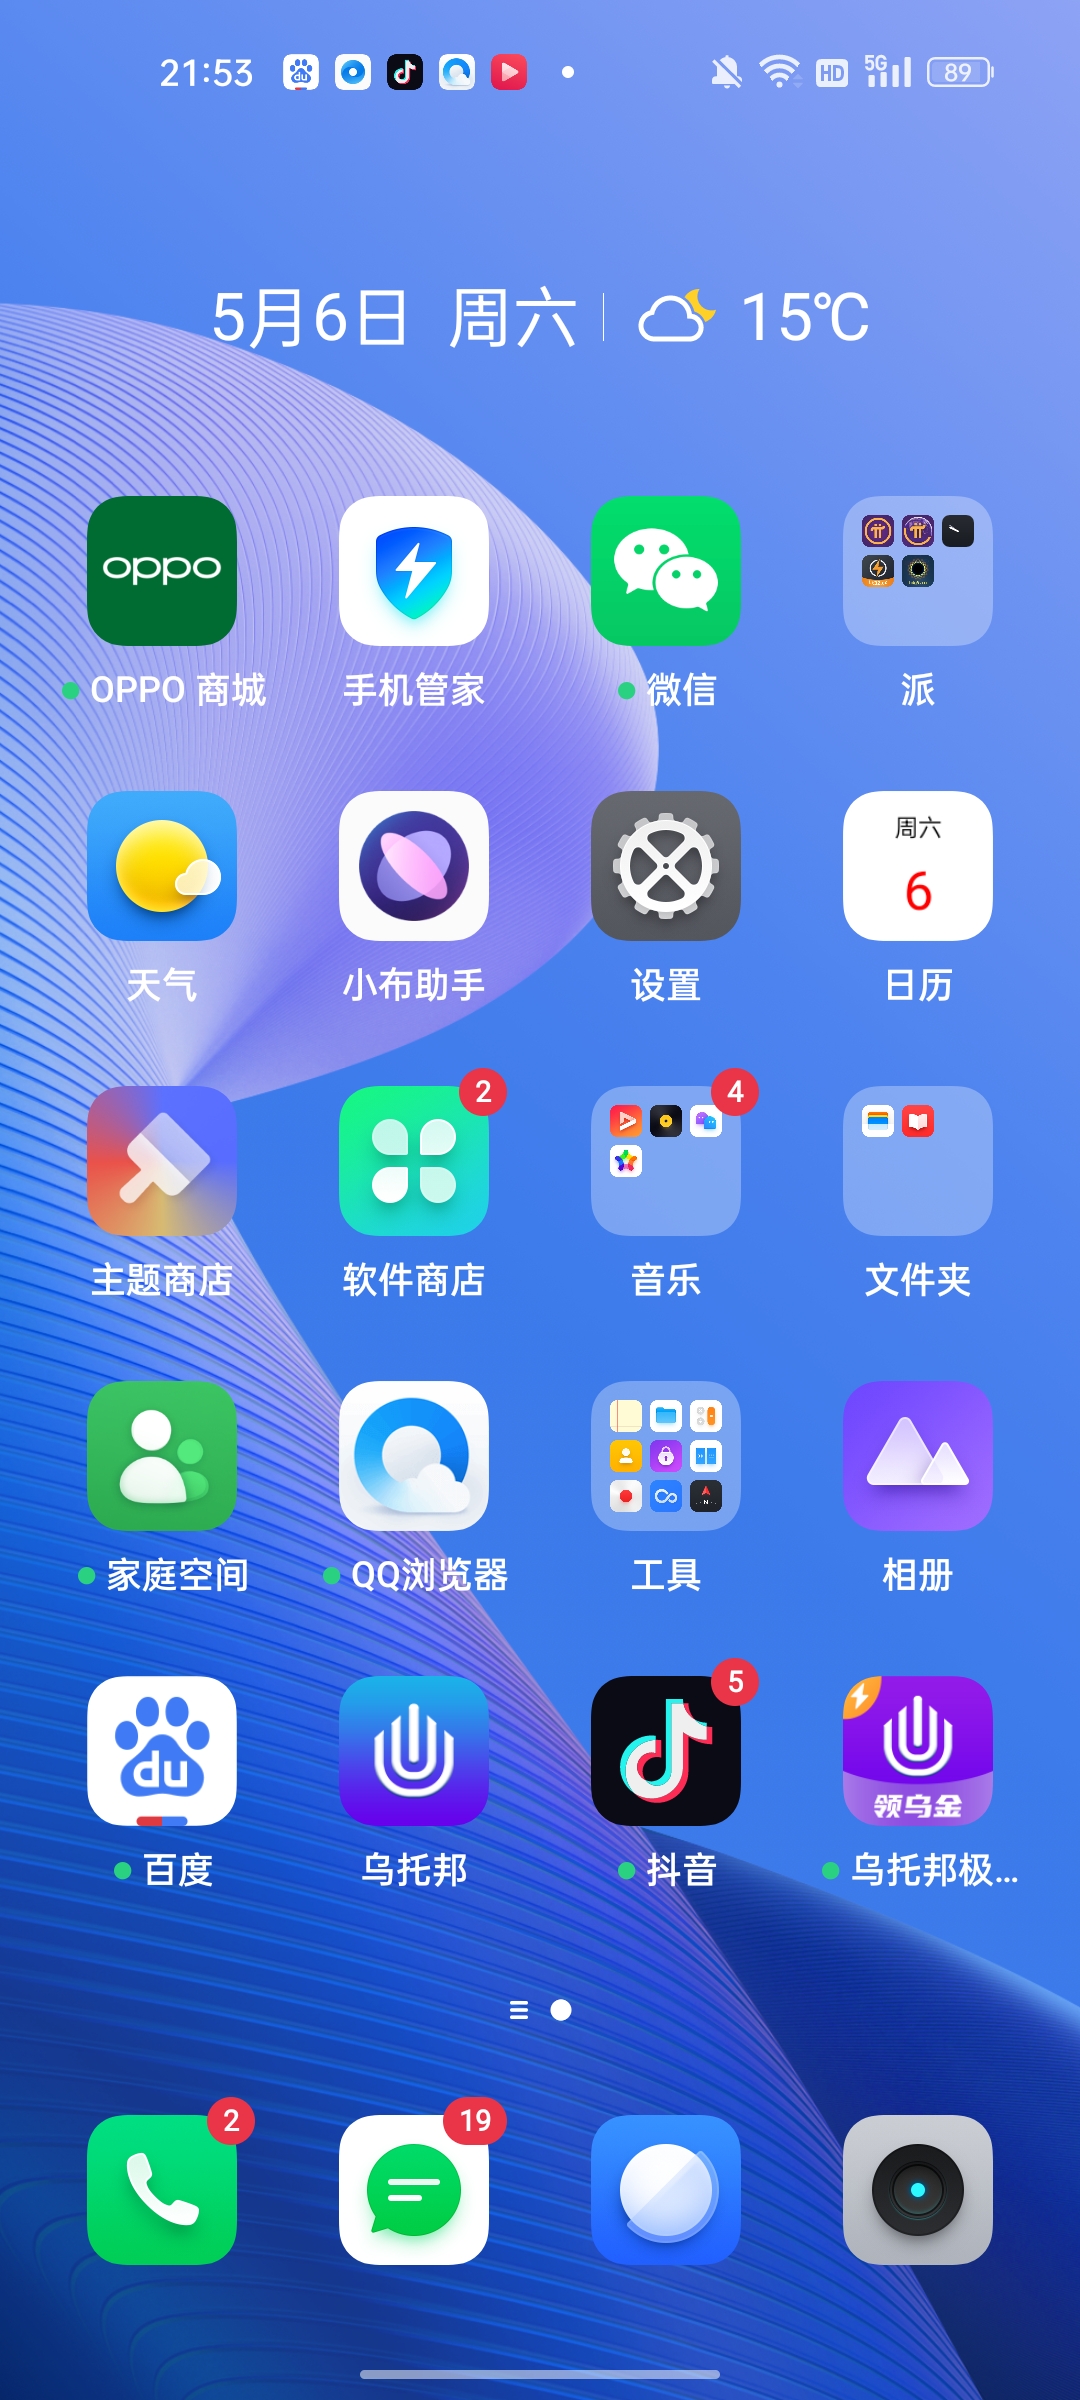 21:53
HD 5G 89
5月6日 周六 15℃
oppo
OPPO 商城 手机管家 微信 派
周六
6
天气 小布助手 设置 日历
2 4
主题商店 软件商店 音乐 文件夹
家庭空间 QQ浏览器 工具 相册
5
du
领乌金
百度 乌托邦 抖音 乌托邦极...
2 19